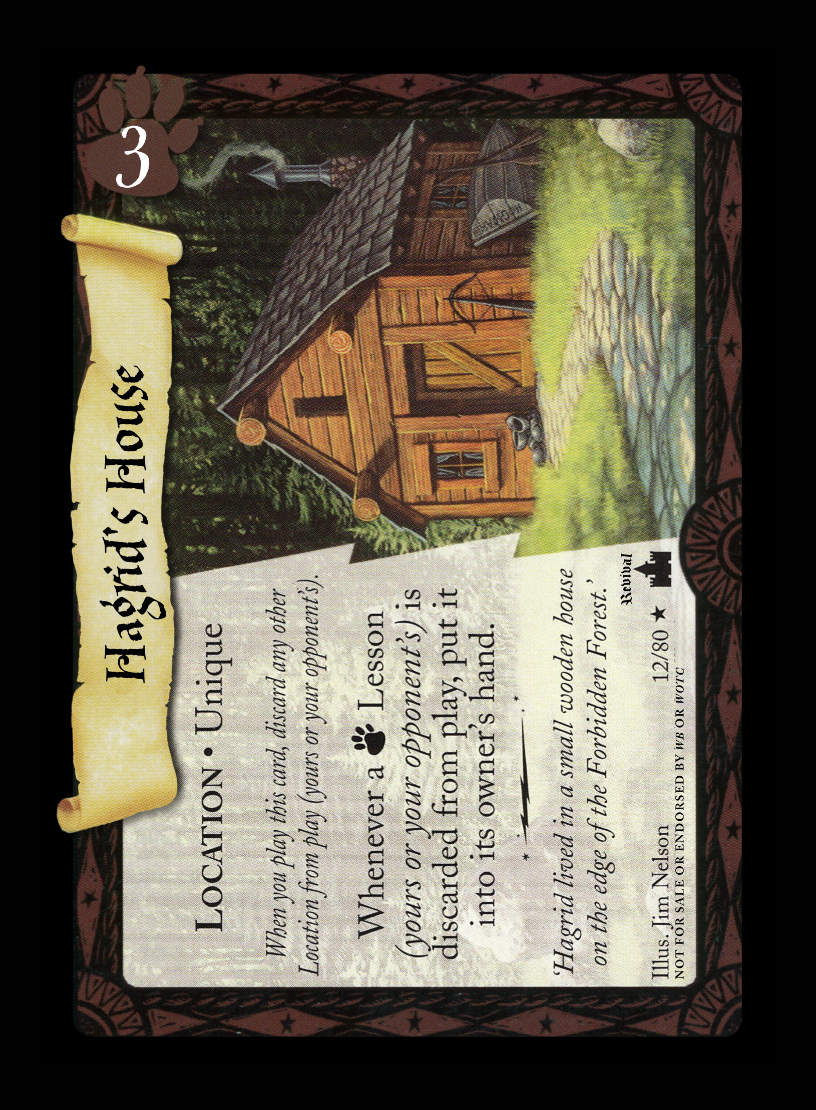 Hagrid's House
3
LOCATION • Unique
When you play this card, discard any other
Location from play (yours or your opponent's).
Whenever a Lesson
(yours or your opponent's) is
discarded from play, put it
into its owner's hand.
'Hagrid lived in a small wooden house
on the edge of the Forbidden Forest.'
Revival
Illus. Jim Nelson 12/80 ★
NOT FOR SALE OR ENDORSED BY WB OR WOTC
HAGRID